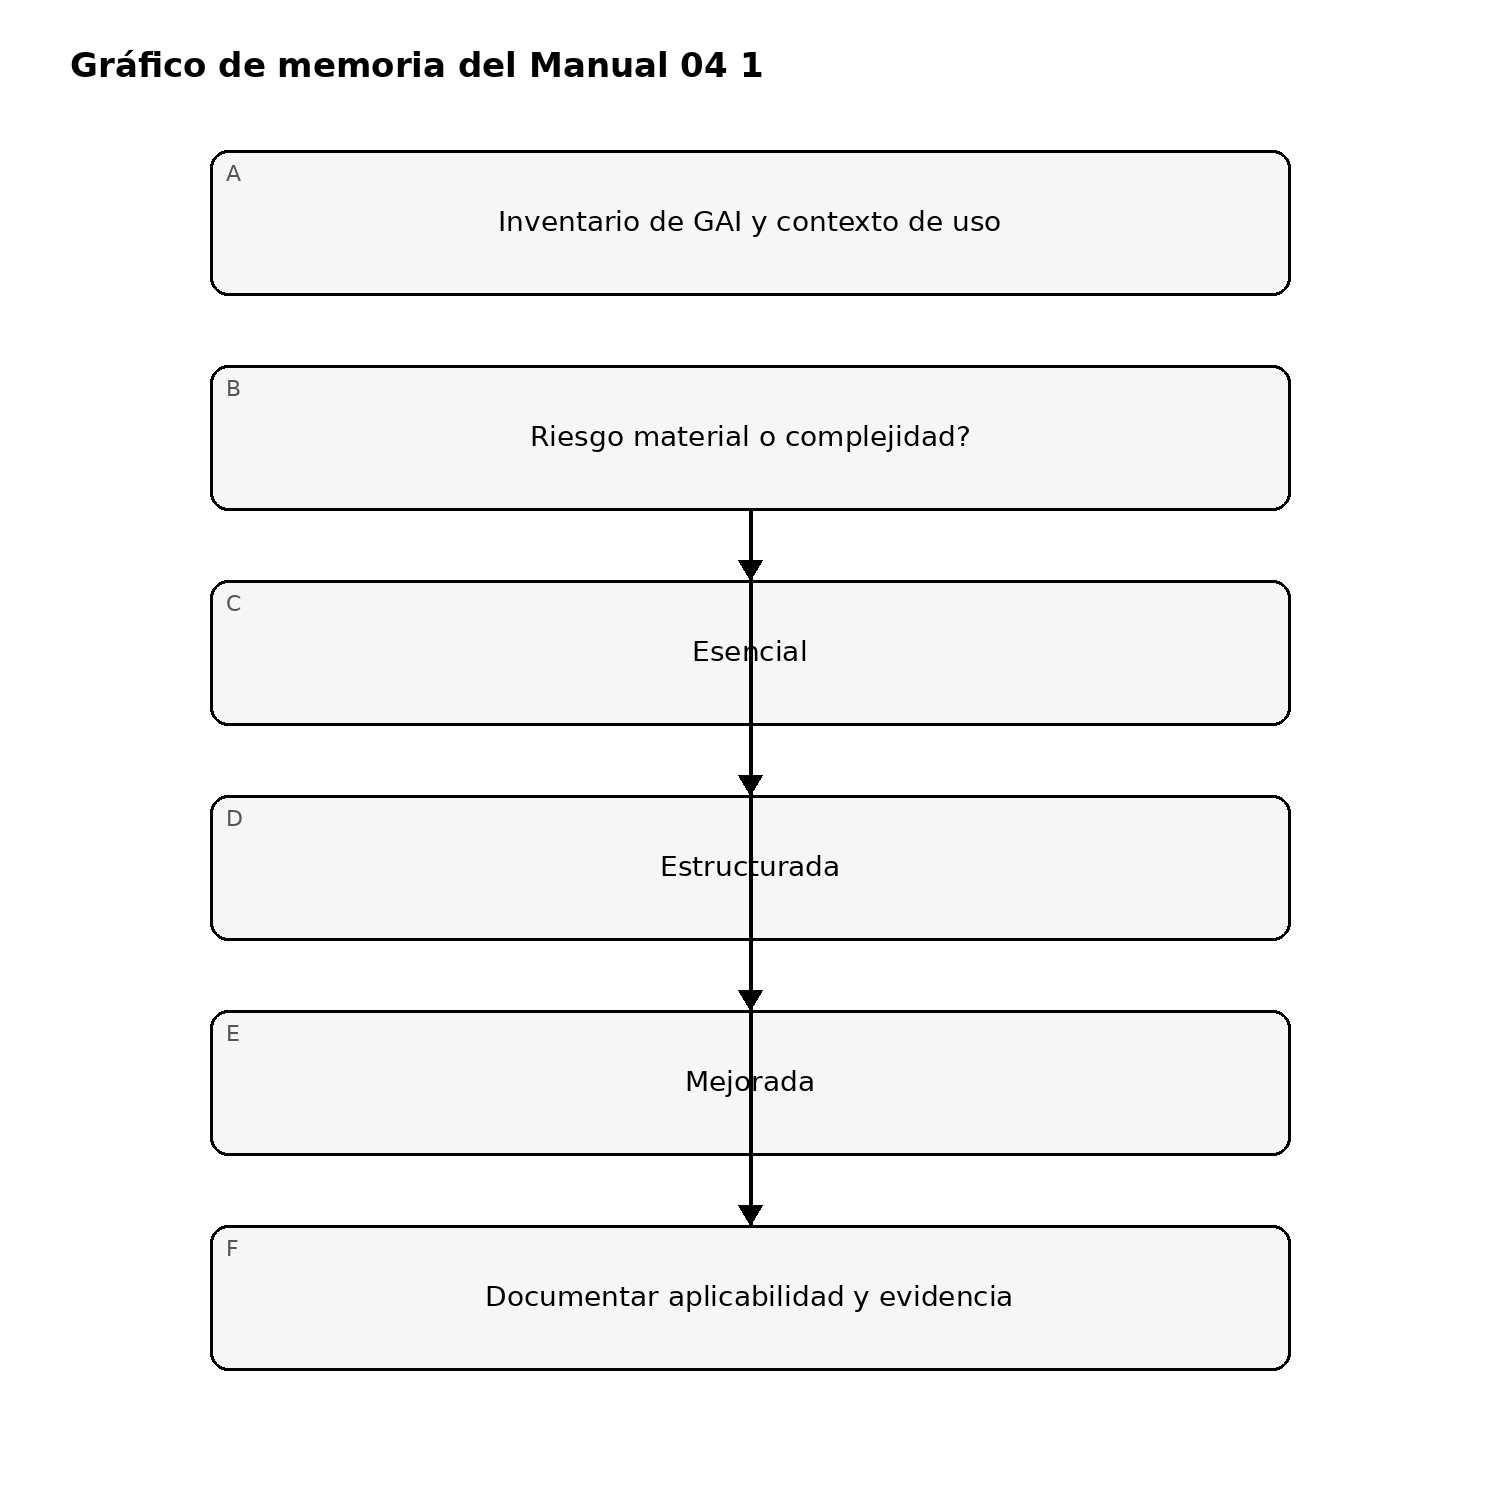 Gráfico de memoria del Manual 04 1
A
Inventario de GAI y contexto de uso
B
Riesgo material o complejidad?
C
Esencial
D
Estructurada
E
Mejorada
F
Documentar aplicabilidad y evidencia